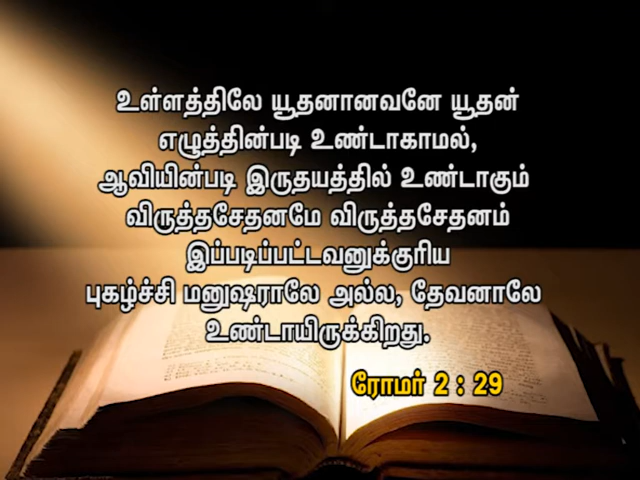 உள்ளத்திலே யூதனானவனே யூதன்
எழுத்தின்படி உண்டாகாமல்,
ஆவியின்படி இருதயத்தில் உண்டாகும்
விருத்தசேதனமே விருத்தசேதனம்
இப்படிப்பட்டவனுக்குரிய
புகழ்ச்சி மனுஷராலே அல்ல, தேவனாலே
உண்டாயிருக்கிறது.
ரோமர் 2 : 29